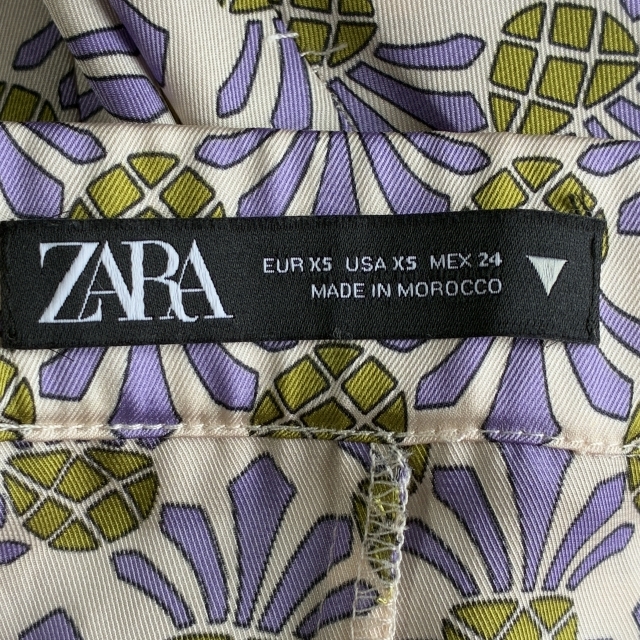 ZARA
EUR XS USA XS MEX 24
MADE IN MOROCCO